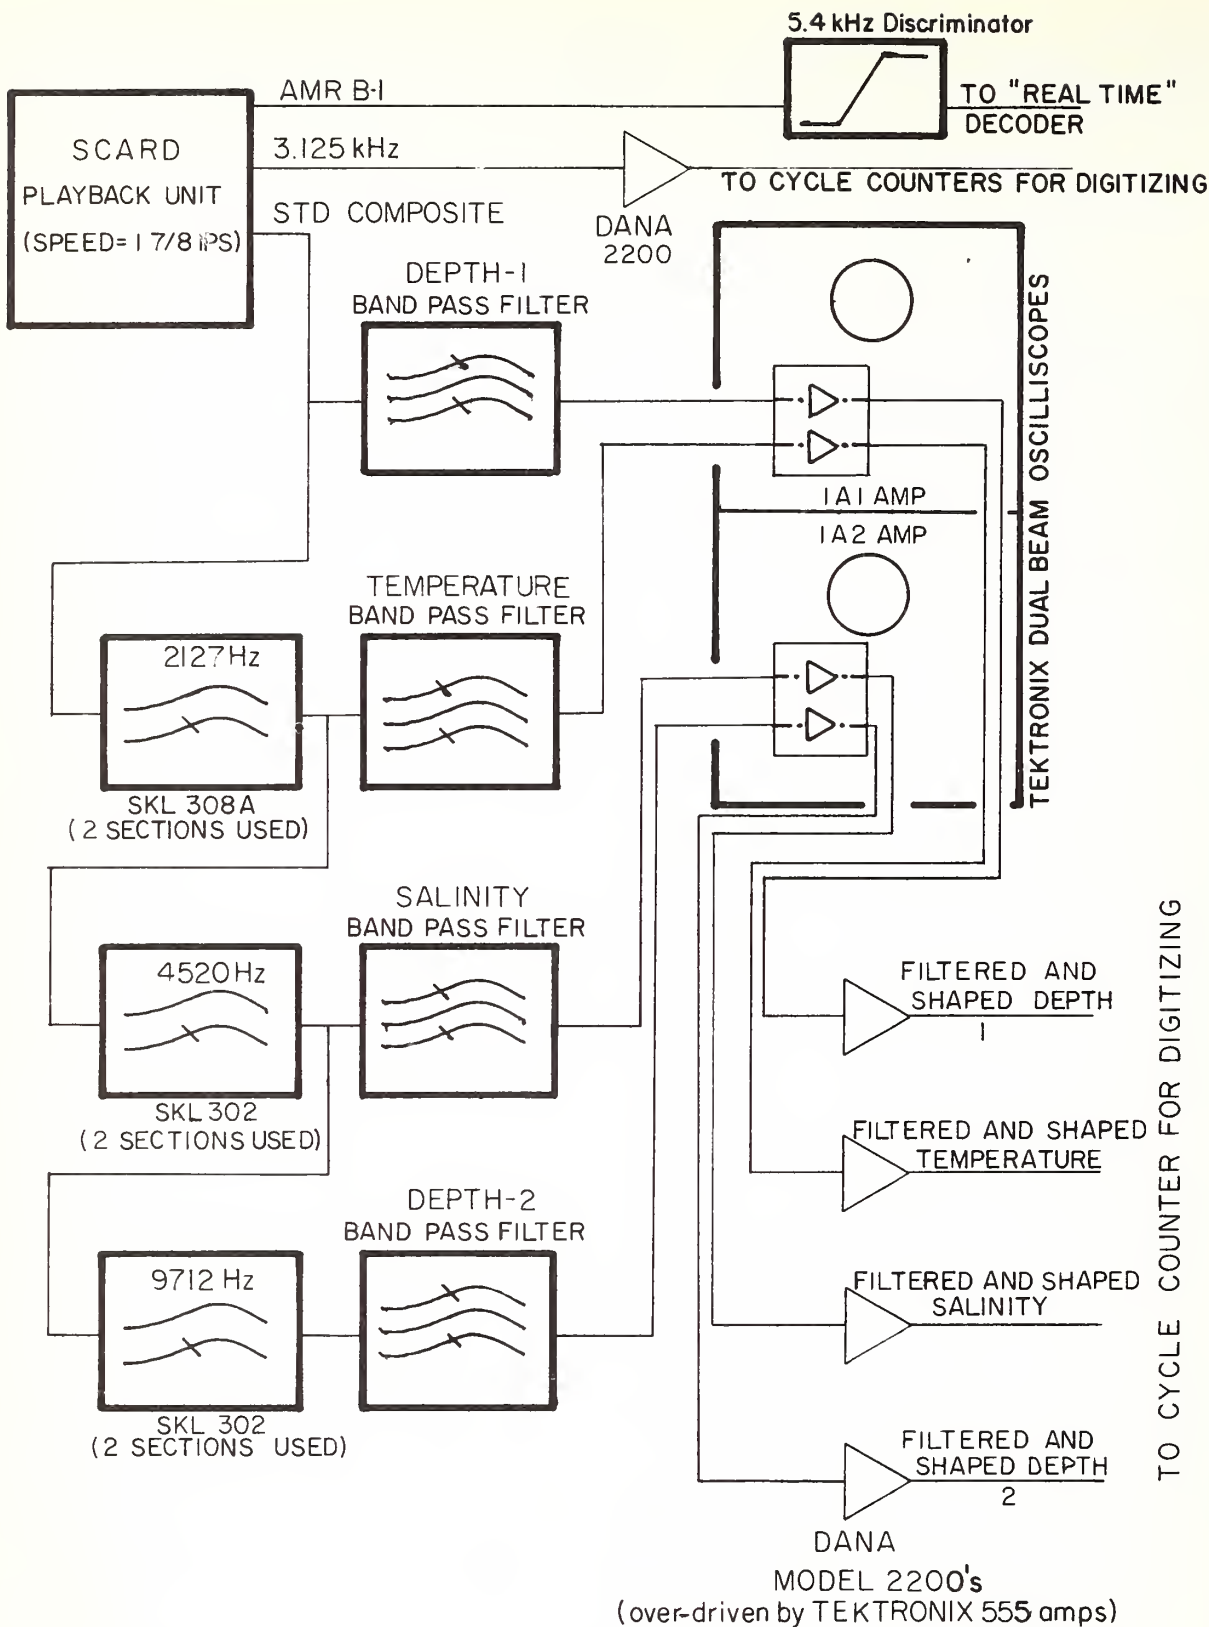 5.4 kHz Discriminator
AMR B-1
TO "REAL TIME"
DECODER
SCARD
PLAYBACK UNIT
(SPEED= 1 7/8 IPS)
3.125 kHz
TO CYCLE COUNTERS FOR DIGITIZING
STD COMPOSITE
DANA
2200
DEPTH-1
BAND PASS FILTER
TEKTRONIX DUAL BEAM OSCILLISCOPES
1A1 AMP
1A2 AMP
TEMPERATURE
BAND PASS FILTER
2127Hz
SKL 308A
(2 SECTIONS USED)
SALINITY
BAND PASS FILTER
4520Hz
SKL 302
(2 SECTIONS USED)
DEPTH-2
BAND PASS FILTER
9712 Hz
SKL 302
(2 SECTIONS USED)
FILTERED AND
SHAPED DEPTH
1
FILTERED AND SHAPED
TEMPERATURE
FILTERED AND SHAPED
SALINITY
FILTERED AND
SHAPED DEPTH
2
TO CYCLE COUNTER FOR DIGITIZING
DANA
MODEL 2200's
(over-driven by TEKTRONIX 555 amps)